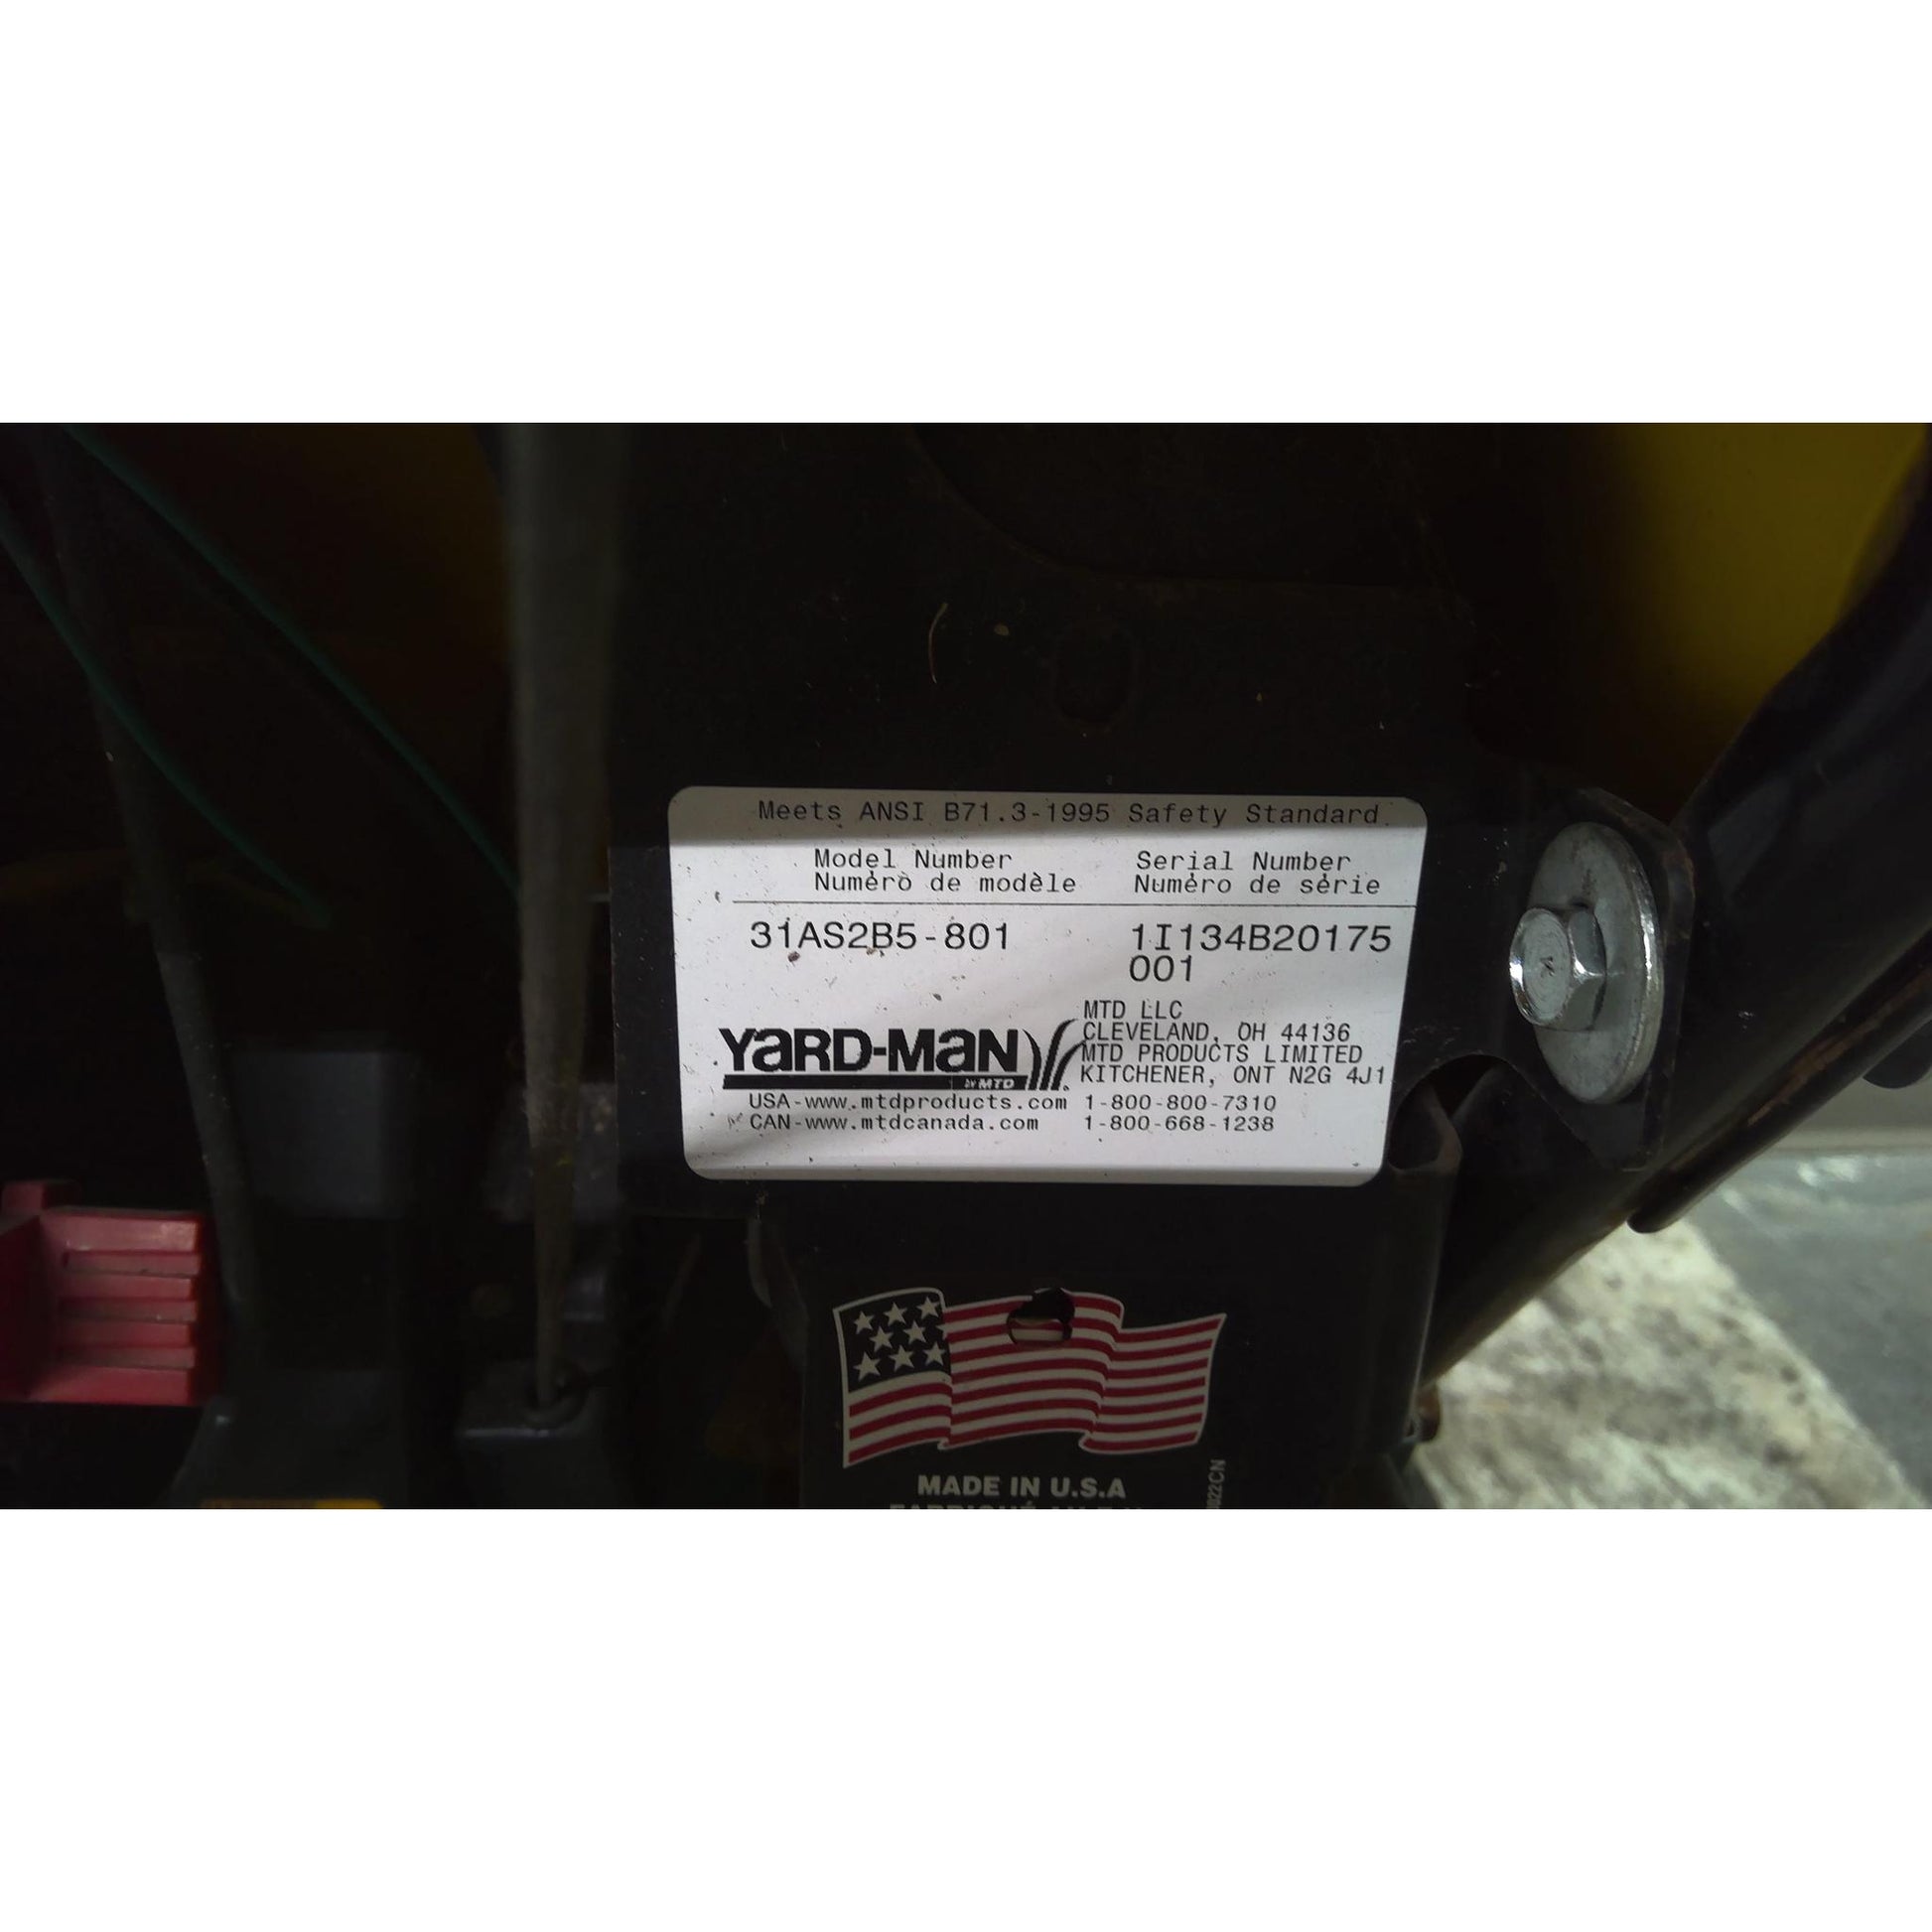 Meets ANSI B71.3-1995 Safety Standard
Model Number
Numéro de modèle
Serial Number
Numéro de série
31AS2B5-801
1I134B20175
001
YARD-MAN
BY MTD
MTD LLC
CLEVELAND, OH 44136
MTD PRODUCTS LIMITED
KITCHENER, ONT N2G 4J1
USA-www.mtdproducts.com 1-800-800-7310
CAN-www.mtdcanada.com 1-800-668-1238
MADE IN U.S.A